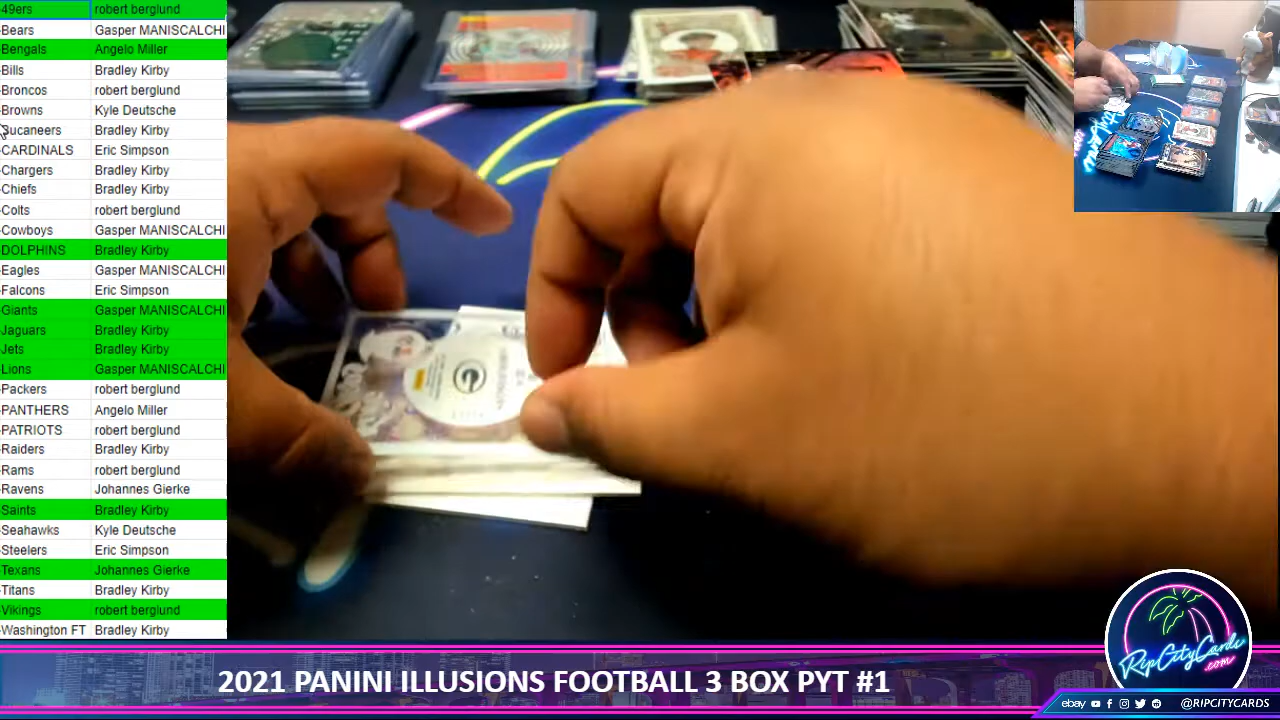 -49ers robert berglund
-Bears Gasper MANISCALCHI
-Bengals Angelo Miller
-Bills Bradley Kirby
-Broncos robert berglund
-Browns Kyle Deutsche
Bucaneers Bradley Kirby
-CARDINALS Eric Simpson
-Chargers Bradley Kirby
-Chiefs Bradley Kirby
-Colts robert berglund
-Cowboys Gasper MANISCALCHI
-DOLPHINS Bradley Kirby
-Eagles Gasper MANISCALCHI
-Falcons Eric Simpson
-Giants Gasper MANISCALCHI
-Jaguars Bradley Kirby
-Jets Bradley Kirby
-Lions Gasper MANISCALCHI
-Packers robert berglund
-PANTHERS Angelo Miller
-PATRIOTS robert berglund
-Raiders Bradley Kirby
-Rams robert berglund
-Ravens Johannes Gierke
-Saints Bradley Kirby
-Seahawks Kyle Deutsche
-Steelers Eric Simpson
-Texans Johannes Gierke
-Titans Bradley Kirby
-Vikings robert berglund
-Washington FT Bradley Kirby
RipCityCards
.com
2021 PANINI ILLUSIONS FOOTBALL 3 BOX PYT #1
ebay @RIPCITYCARDS